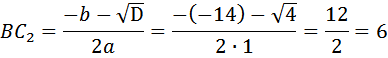 BC₂ = (-b - √D)/(2a) = (-(-14) - √4)/(2 · 1) = 12/2 = 6